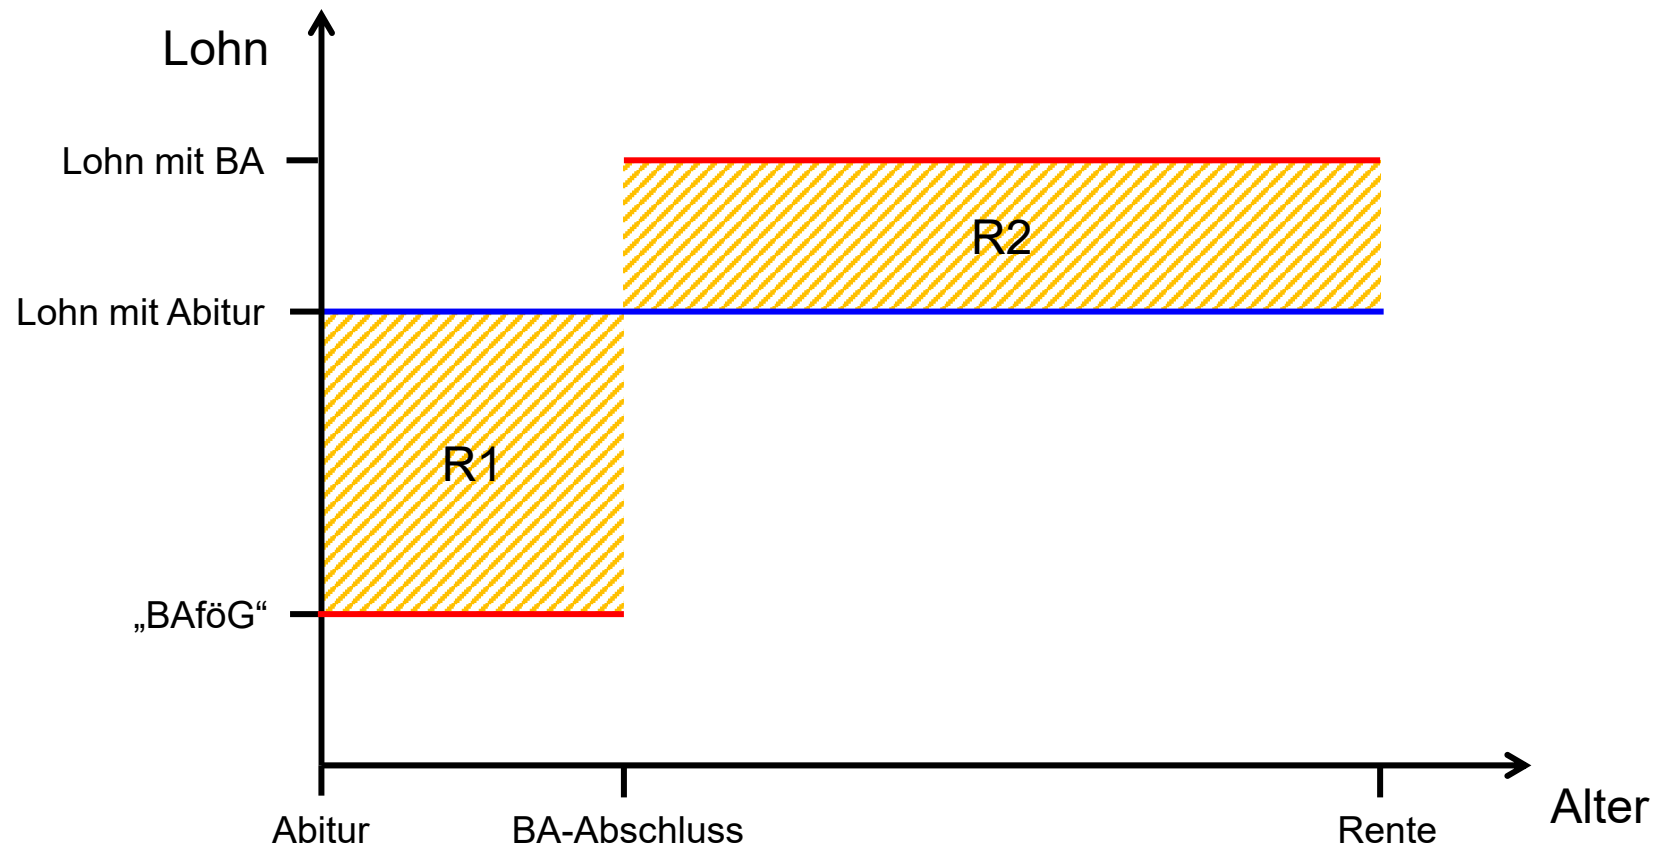 Lohn
Lohn mit BA
R2
Lohn mit Abitur
R1
„BAföG“
Alter
Abitur
BA-Abschluss
Rente